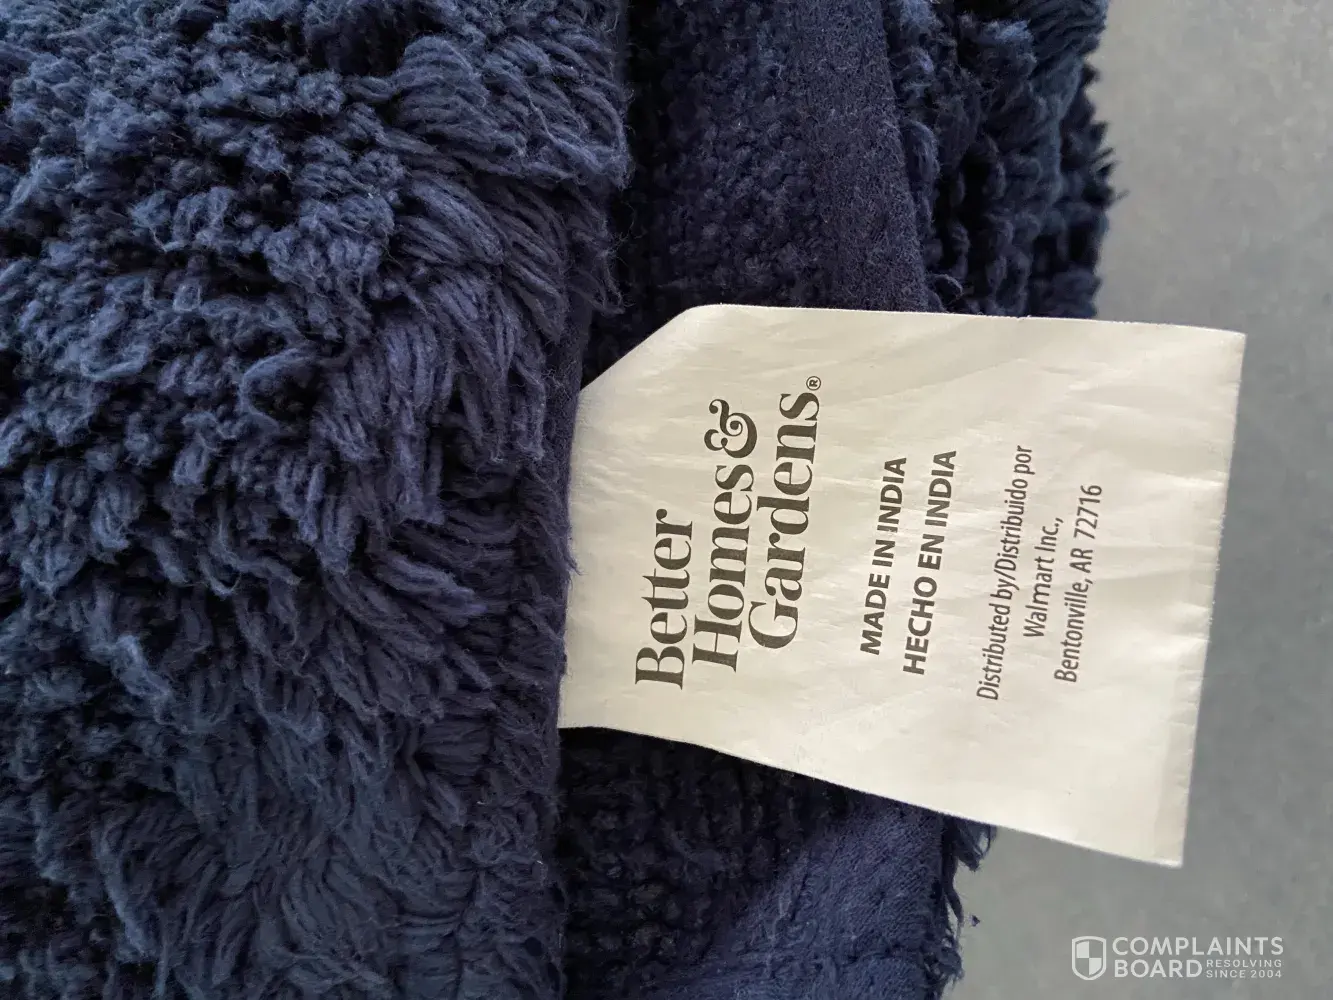 Better
Homes &
Gardens®
MADE IN INDIA
HECHO EN INDIA
Distributed by/Distribuido por
Walmart Inc.,
Bentonville, AR 72716
COMPLAINTS
BOARD RESOLVING
SINCE 2004